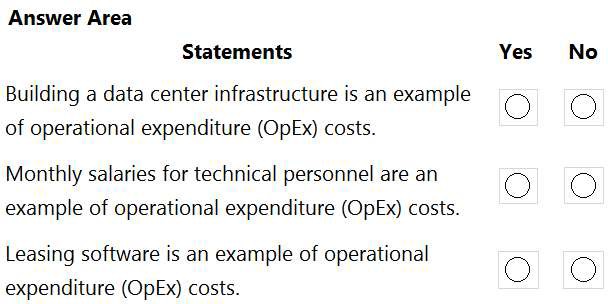 Answer Area
Statements Yes No
Building a data center infrastructure is an example
of operational expenditure (OpEx) costs.
Monthly salaries for technical personnel are an
example of operational expenditure (OpEx) costs.
Leasing software is an example of operational
expenditure (OpEx) costs.